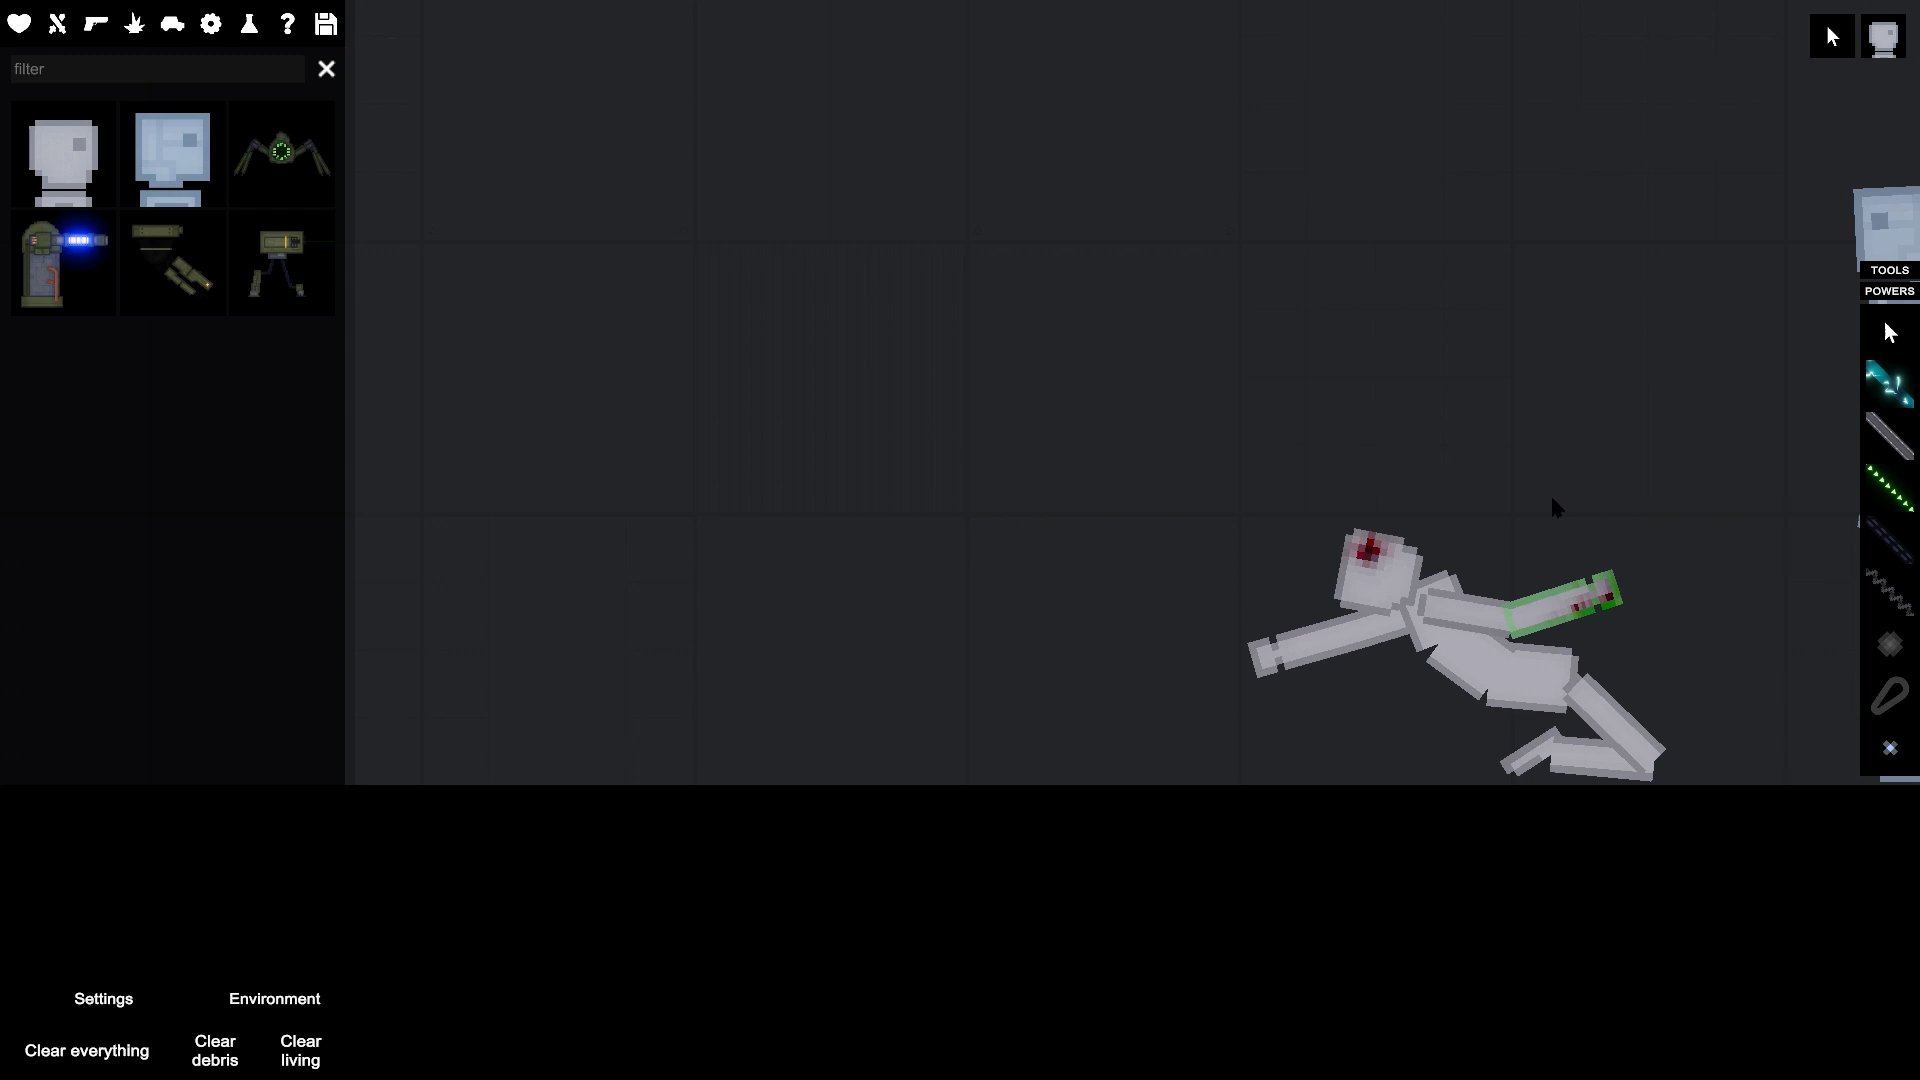 filter
TOOLS
POWERS
Settings
Environment
Clear everything
Clear
debris
Clear
living